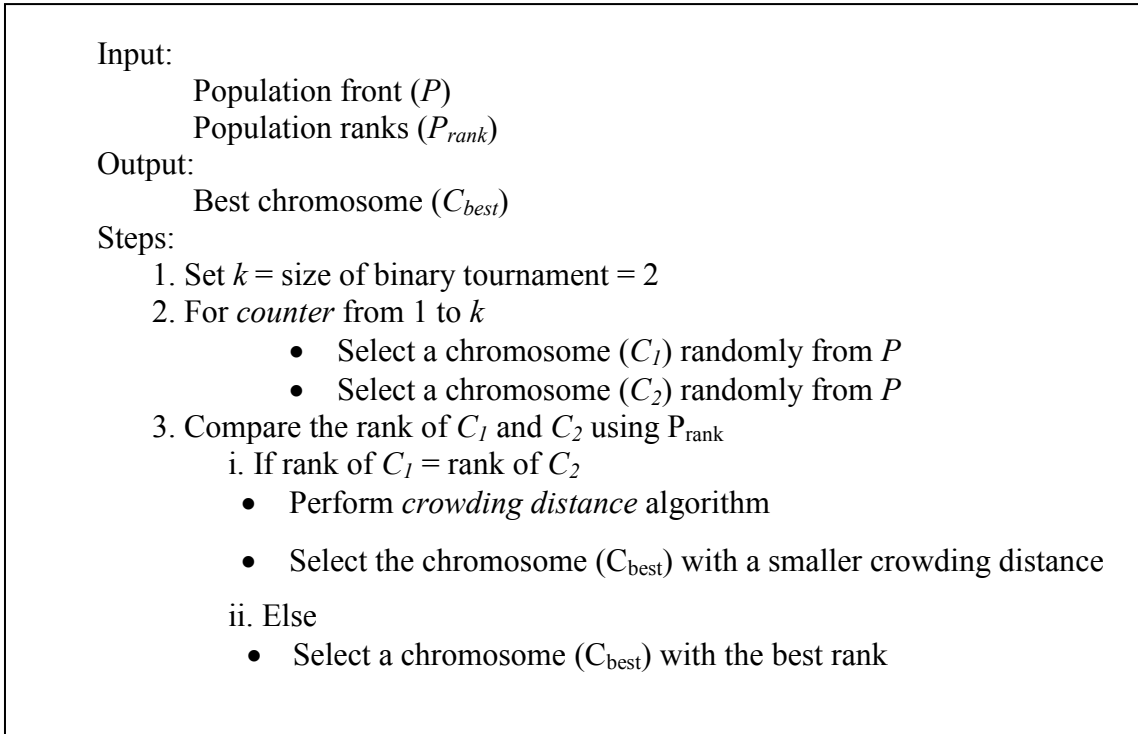 Input:
Population front (P)
Population ranks (Prank)
Output:
Best chromosome (Cbest)
Steps:
1. Set k = size of binary tournament = 2
2. For counter from 1 to k
• Select a chromosome (C1) randomly from P
• Select a chromosome (C2) randomly from P
3. Compare the rank of C1 and C2 using Prank
i. If rank of C1 = rank of C2
• Perform crowding distance algorithm
• Select the chromosome (Cbest) with a smaller crowding distance
ii. Else
• Select a chromosome (Cbest) with the best rank